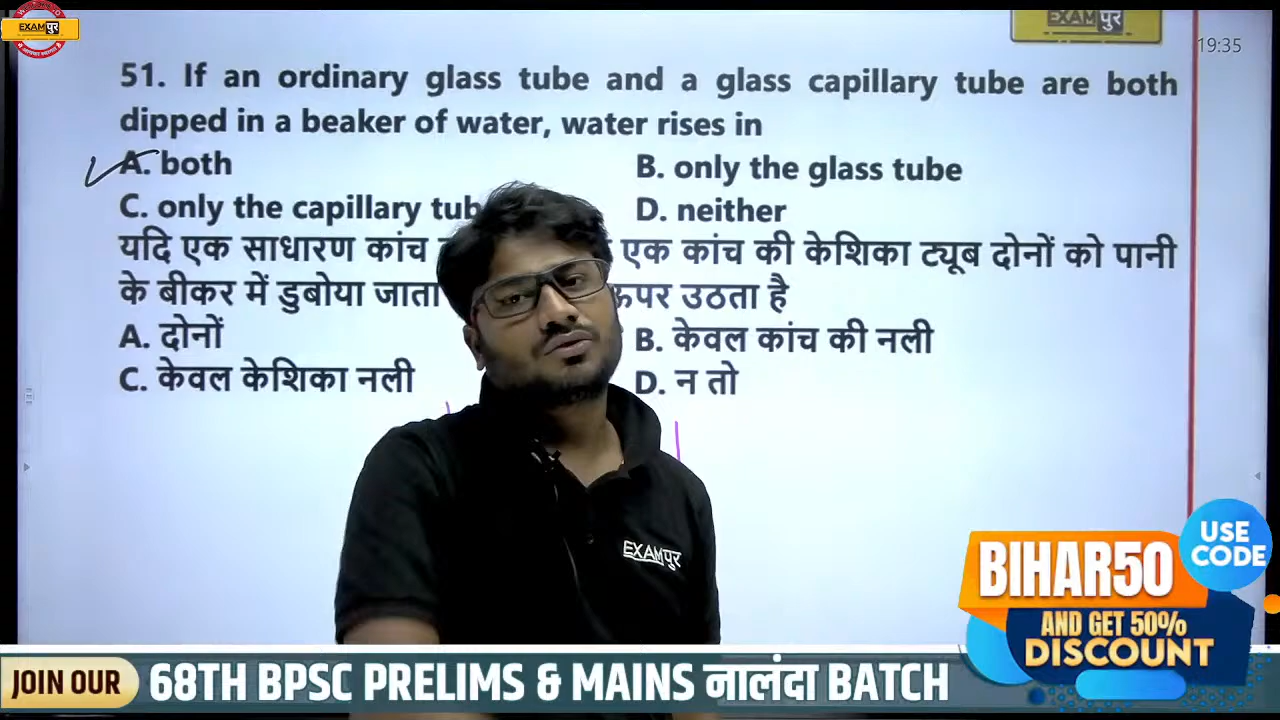 EXAMपुर
EXAMपुर
19:35
51. If an ordinary glass tube and a glass capillary tube are both
dipped in a beaker of water, water rises in
A. both
B. only the glass tube
C. only the capillary
D. neither
यदि एक साधारण कांच एक कांच की केशिका ट्यूब दोनों को पानी
के बीकर में डुबोया जाता उठता है
A. दोनों
B. केवल कांच की नली
C. केवल केशिका नली
D. न तो
EXAMपुर
USE
CODE
BIHAR50
AND GET 50%
DISCOUNT
JOIN OUR
68TH BPSC PRELIMS & MAINS नालंदा BATCH